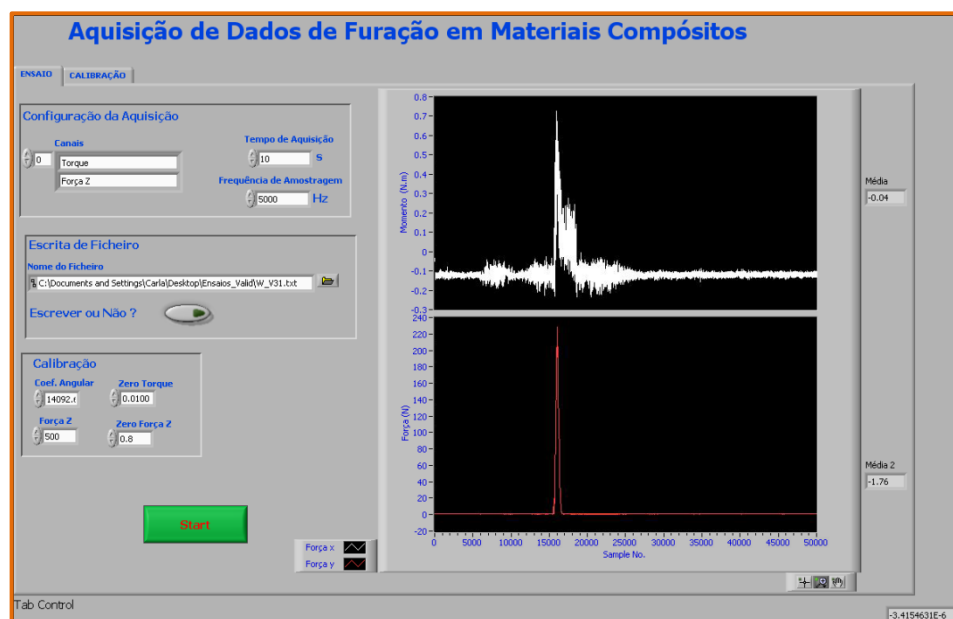 Aquisição de Dados de Furação em Materiais Compósitos
ENSAIO CALIBRAÇÃO
Configuração da Aquisição
Canais
0
Torque
Força Z
Tempo de Aquisição
10 S
Frequência de Amostragem
5000 Hz
Escrita de Ficheiro
Nome do Ficheiro
C:\Documents and Settings\Carla\Desktop\Ensaios_Valid\W_V31.txt
Escrever ou Não ?
Calibração
Coef. Angular Zero Torque
14092.6 0.0100
Força Z Zero Força Z
500 0.8
Start
Momento (N.m)
0.8
0.7
0.6
0.5
0.4
0.3
0.2
0.1
0
-0.1
-0.2
-0.3
Média
-0.04
Força (N)
240
220
200
180
160
140
120
100
80
60
40
20
0
-20
0 5000 10000 15000 20000 25000 30000 35000 40000 45000 50000
Sample No.
Média 2
-1.76
Força x
Força y
Tab Control
-3.4154631E-6